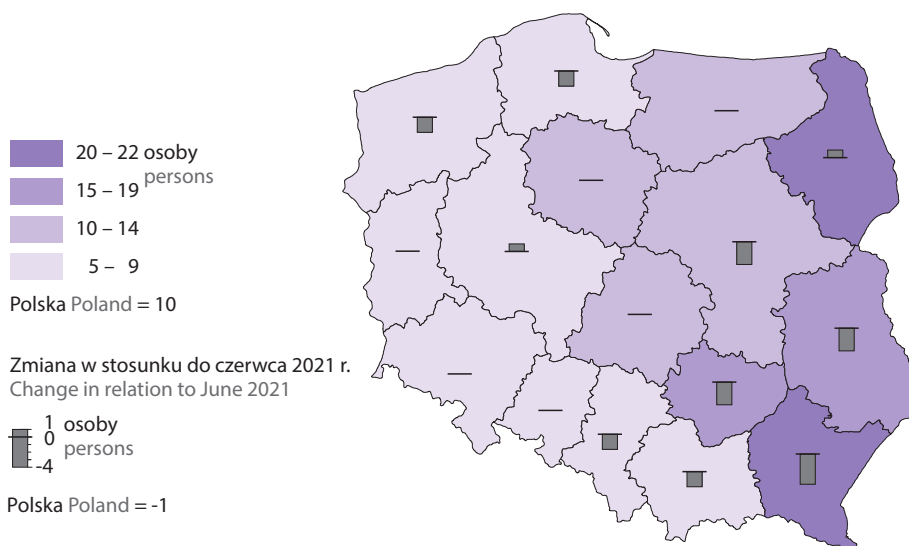 20 – 22 osoby
persons
15 – 19
10 – 14
5 – 9
Polska Poland = 10
Zmiana w stosunku do czerwca 2021 r.
Change in relation to June 2021
1 osoby
0 persons
-4
Polska Poland = -1